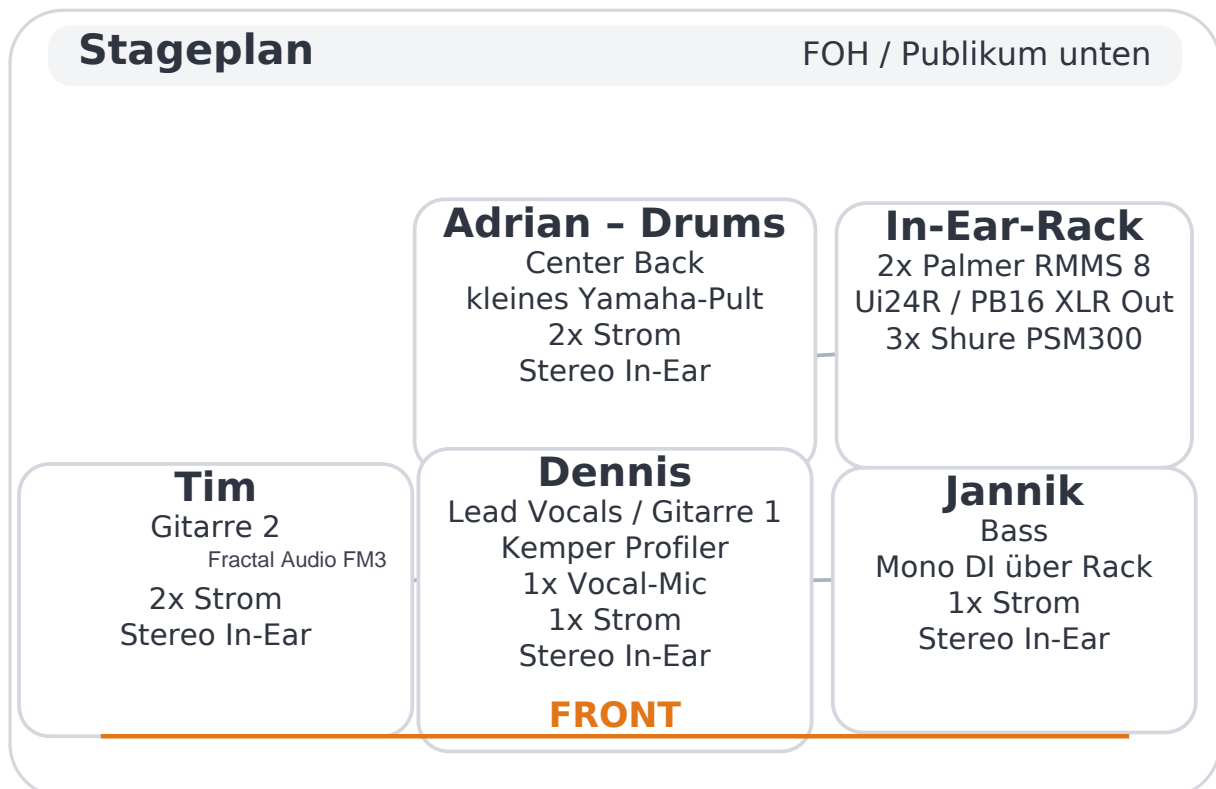 Stageplan
FOH / Publikum unten
Adrian – Drums
Center Back
kleines Yamaha-Pult
2x Strom
Stereo In-Ear
In-Ear-Rack
2x Palmer RMMS 8
Ui24R / PB16 XLR Out
3x Shure PSM300
Tim
Gitarre 2
Fractal Audio FM3
2x Strom
Stereo In-Ear
Dennis
Lead Vocals / Gitarre 1
Kemper Profiler
1x Vocal-Mic
1x Strom
Stereo In-Ear
Jannik
Bass
Mono DI über Rack
1x Strom
Stereo In-Ear
FRONT